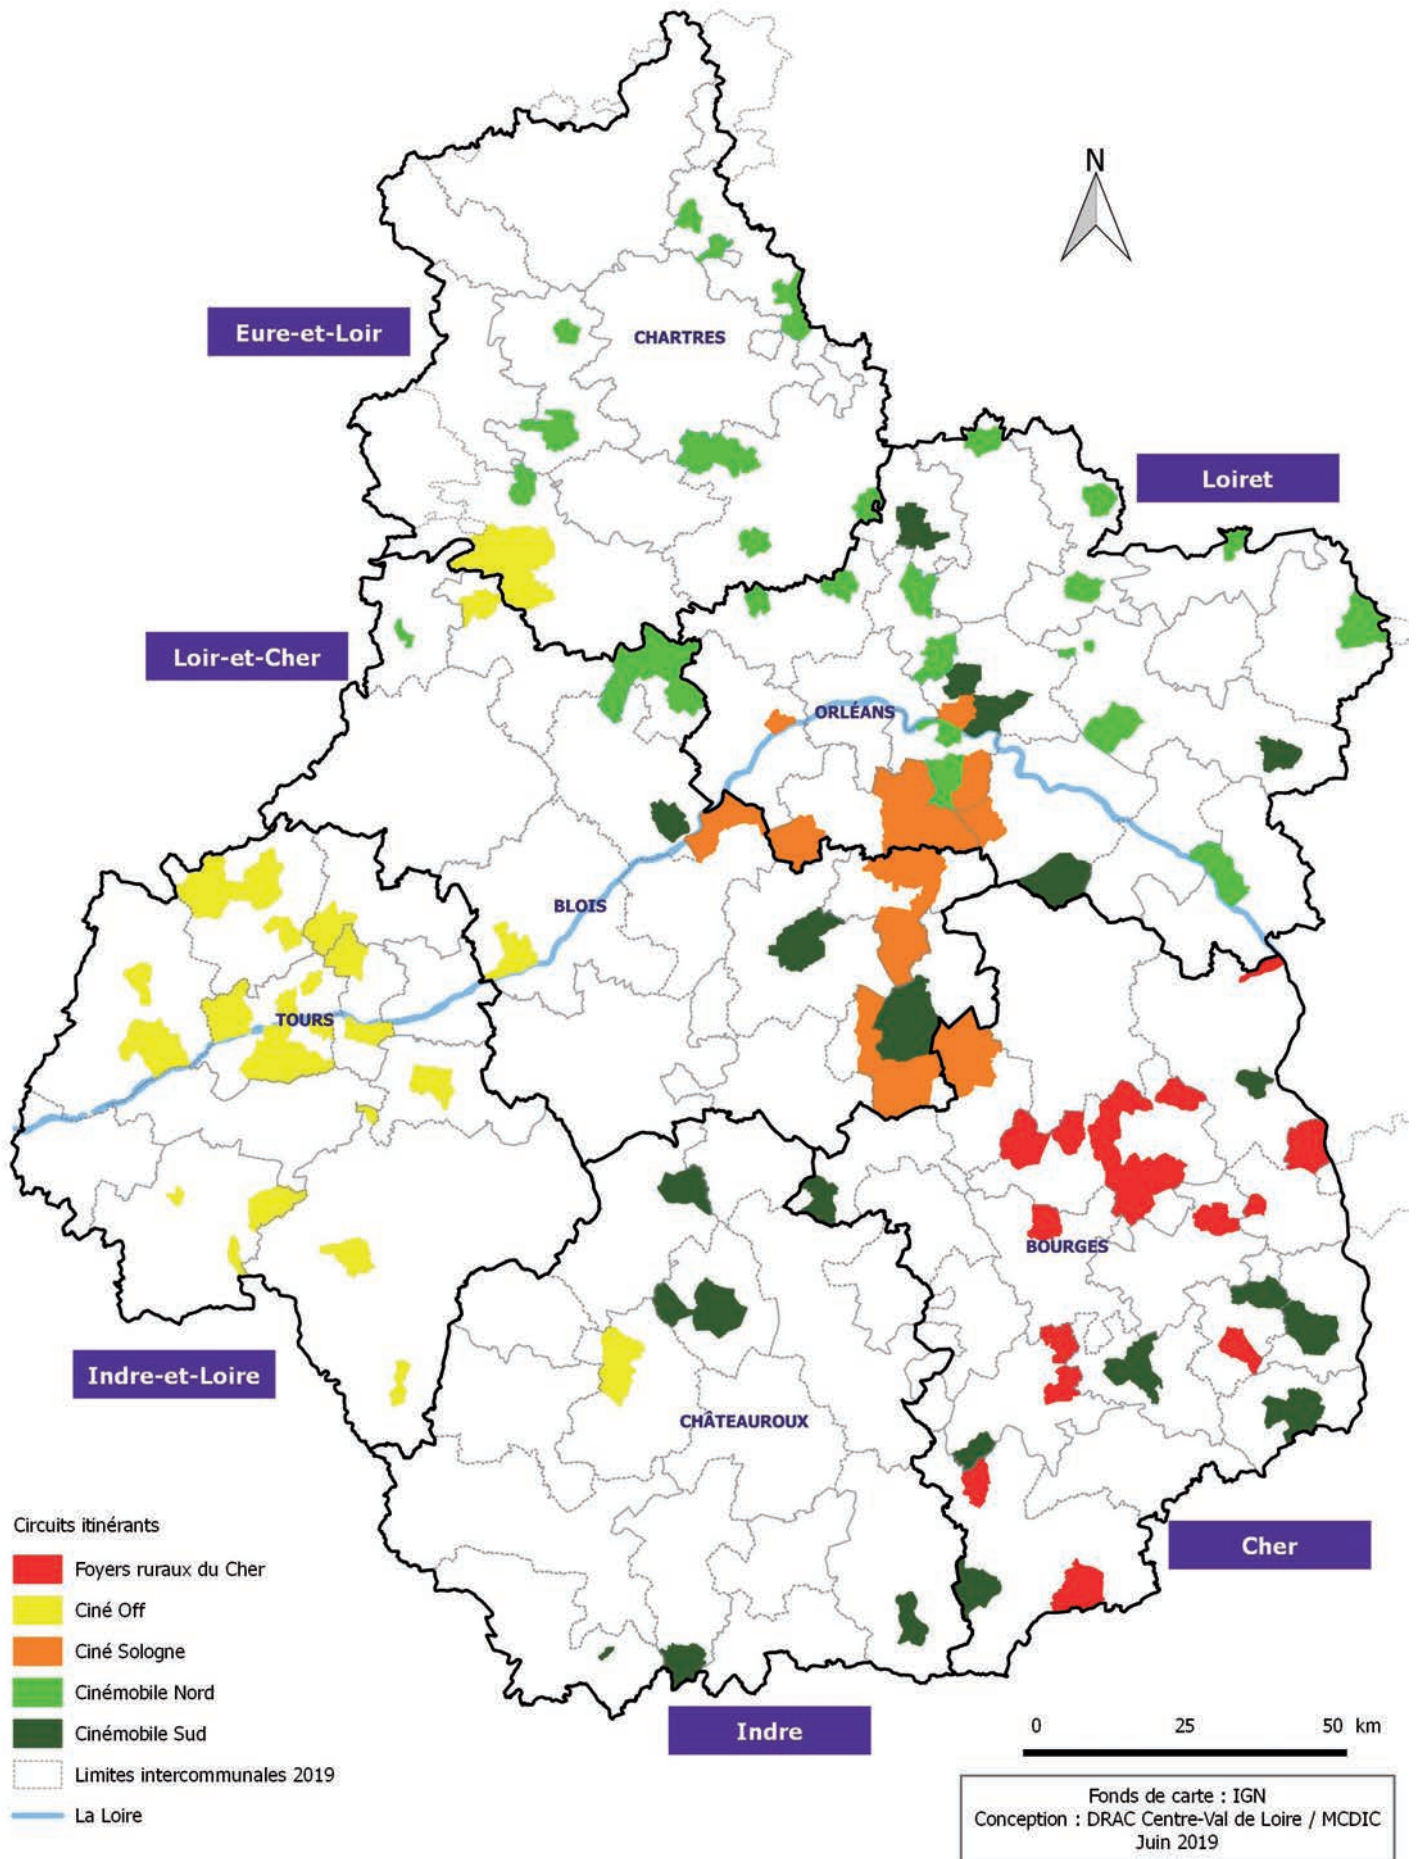 N
Eure-et-Loir
CHARTRES
Loiret
Loir-et-Cher
ORLÉANS
BLOIS
TOURS
BOURGES
Indre-et-Loire
CHÂTEAUROUX
Cher
Indre
Circuits itinérants
Foyers ruraux du Cher
Ciné Off
Ciné Sologne
Cinémobile Nord
Cinémobile Sud
Limites intercommunales 2019
La Loire
0 25 50 km
Fonds de carte : IGN
Conception : DRAC Centre-Val de Loire / MCDIC
Juin 2019